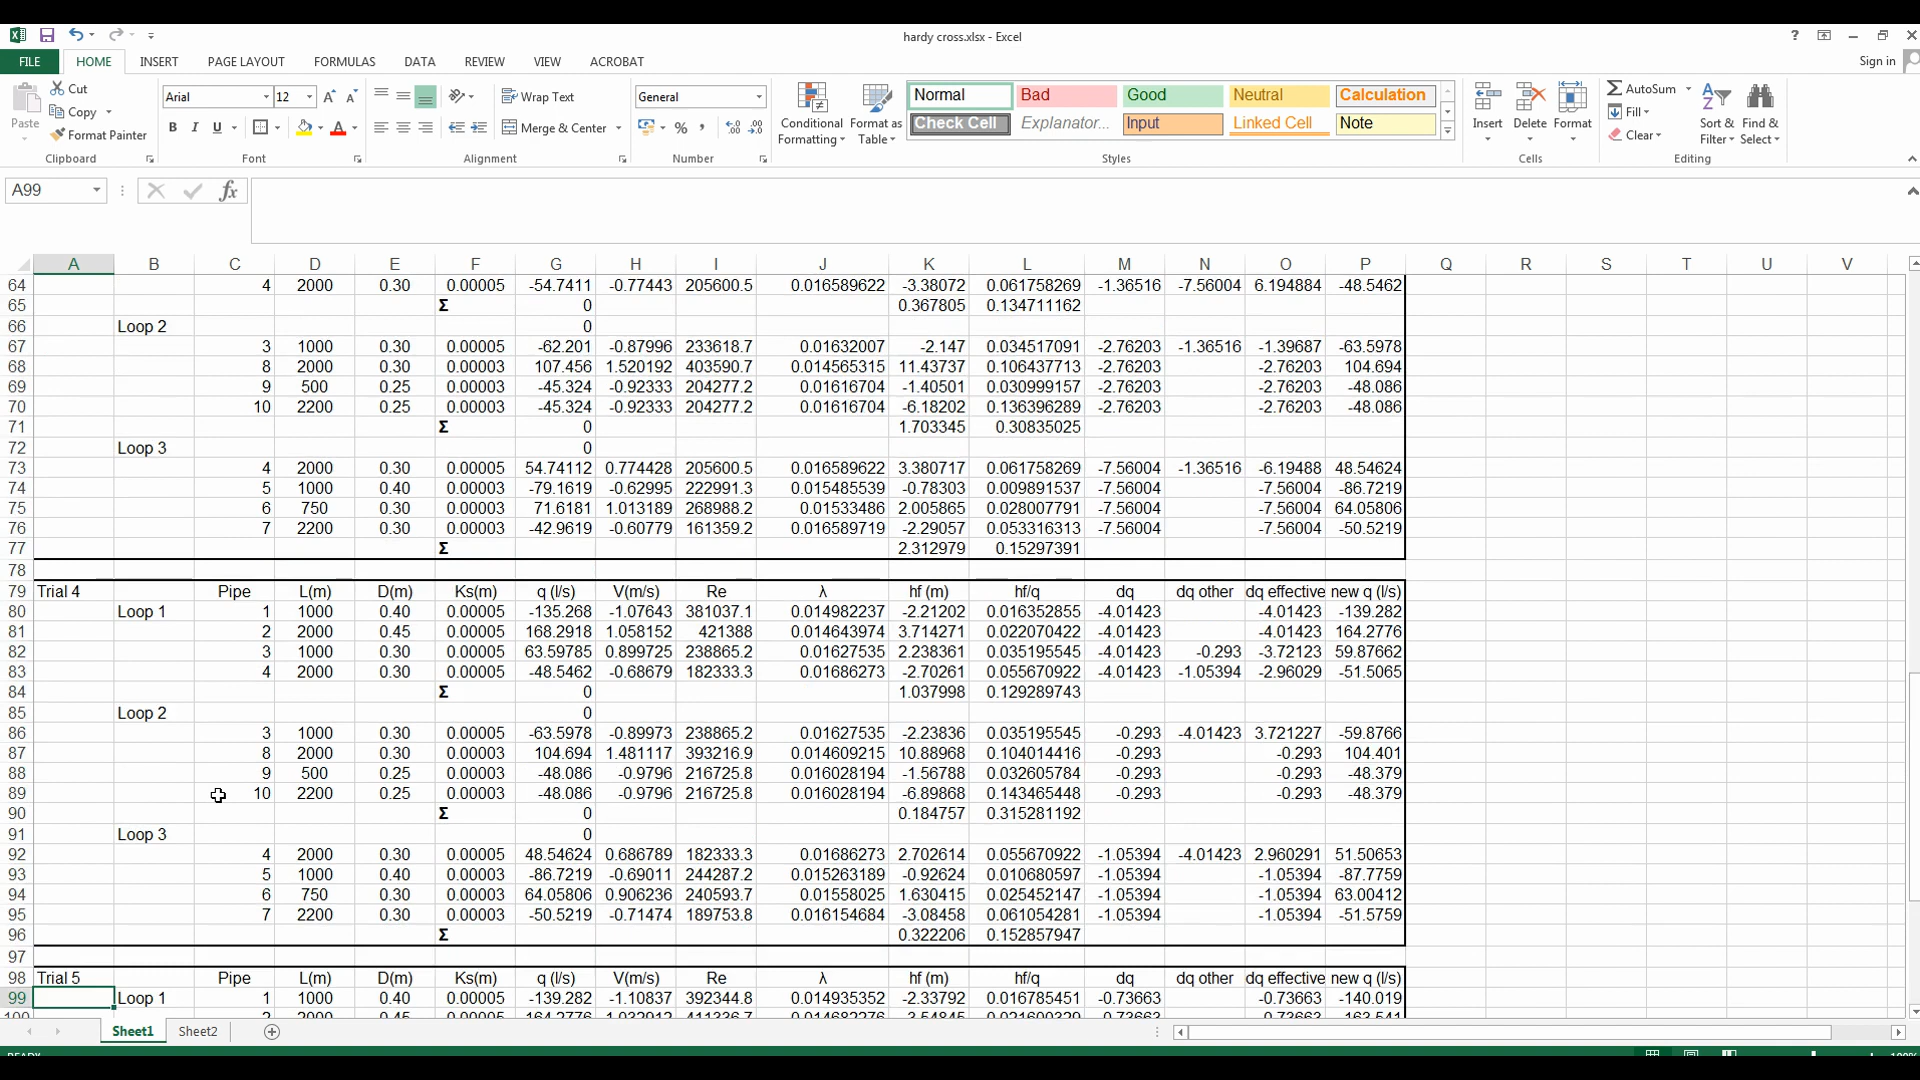 hardy cross.xlsx - Excel
?
FILE HOME INSERT PAGE LAYOUT FORMULAS DATA REVIEW VIEW ACROBAT Sign in
Paste Cut Copy Format Painter Clipboard
Arial 12 B I U Font
Wrap Text Merge & Center Alignment
General % , Number
Conditional Formatting Format as Table
Normal Bad Good Neutral Calculation
Check Cell Explanator... Input Linked Cell Note
Styles
Insert Delete Format Cells
AutoSum Fill Clear Sort & Filter Find & Select Editing
A99 fx
A B C D E F G H I J K L M N O P Q R S T U V
64 4 2000 0.30 0.00005 -54.7411 -0.77443 205600.5 0.016589622 -3.38072 0.061758269 -1.36516 -7.56004 6.194884 -48.5462
65 Σ 0 0.367805 0.134711162
66 Loop 2 0
67 3 1000 0.30 0.00005 -62.201 -0.87996 233618.7 0.01632007 -2.147 0.034517091 -2.76203 -1.36516 -1.39687 -63.5978
68 8 2000 0.30 0.00003 107.456 1.520192 403590.7 0.014565315 11.43737 0.106437713 -2.76203 -2.76203 104.694
69 9 500 0.25 0.00003 -45.324 -0.92333 204277.2 0.01616704 -1.40501 0.030999157 -2.76203 -2.76203 -48.086
70 10 2200 0.25 0.00003 -45.324 -0.92333 204277.2 0.01616704 -6.18202 0.136396289 -2.76203 -2.76203 -48.086
71 Σ 0 1.703345 0.30835025
72 Loop 3 0
73 4 2000 0.30 0.00005 54.74112 0.774428 205600.5 0.016589622 3.380717 0.061758269 -7.56004 -1.36516 -6.19488 48.54624
74 5 1000 0.40 0.00003 -79.1619 -0.62995 222991.3 0.015485539 -0.78303 0.009891537 -7.56004 -7.56004 -86.7219
75 6 750 0.30 0.00003 71.6181 1.013189 268988.2 0.01533486 2.005865 0.028007791 -7.56004 -7.56004 64.05806
76 7 2200 0.30 0.00003 -42.9619 -0.60779 161359.2 0.016589719 -2.29057 0.053316313 -7.56004 -7.56004 -50.5219
77 Σ 2.312979 0.15297391
78
79 Trial 4 Pipe L(m) D(m) Ks(m) q (l/s) V(m/s) Re λ hf (m) hf/q dq dq other dq effective new q (l/s)
80 Loop 1 1 1000 0.40 0.00005 -135.268 -1.07643 381037.1 0.014982237 -2.21202 0.016352855 -4.01423 -4.01423 -139.282
81 2 2000 0.45 0.00005 168.2918 1.058152 421388 0.014643974 3.714271 0.022070422 -4.01423 -4.01423 164.2776
82 3 1000 0.30 0.00005 63.59785 0.899725 238865.2 0.01627535 2.238361 0.035195545 -4.01423 -0.293 -3.72123 59.87662
83 4 2000 0.30 0.00005 -48.5462 -0.68679 182333.3 0.01686273 -2.70261 0.055670922 -4.01423 -1.05394 -2.96029 -51.5065
84 Σ 0 1.037998 0.129289743
85 Loop 2 0
86 3 1000 0.30 0.00005 -63.5978 -0.89973 238865.2 0.01627535 -2.23836 0.035195545 -0.293 -4.01423 3.721227 -59.8766
87 8 2000 0.30 0.00003 104.694 1.481117 393216.9 0.014609215 10.88968 0.104014416 -0.293 -0.293 104.401
88 9 500 0.25 0.00003 -48.086 -0.9796 216725.8 0.016028194 -1.56788 0.032605784 -0.293 -0.293 -48.379
89 10 2200 0.25 0.00003 -48.086 -0.9796 216725.8 0.016028194 -6.89868 0.143465448 -0.293 -0.293 -48.379
90 Σ 0 0.184757 0.315281192
91 Loop 3 0
92 4 2000 0.30 0.00005 48.54624 0.686789 182333.3 0.01686273 2.702614 0.055670922 -1.05394 -4.01423 2.960291 51.50653
93 5 1000 0.40 0.00003 -86.7219 -0.69011 244287.2 0.015263189 -0.92624 0.010680597 -1.05394 -1.05394 -87.7759
94 6 750 0.30 0.00003 64.05806 0.906236 240593.7 0.01558025 1.630415 0.025452147 -1.05394 -1.05394 63.00412
95 7 2200 0.30 0.00003 -50.5219 -0.71474 189753.8 0.016154684 -3.08458 0.061054281 -1.05394 -1.05394 -51.5759
96 Σ 0.322206 0.152857947
97
98 Trial 5 Pipe L(m) D(m) Ks(m) q (l/s) V(m/s) Re λ hf (m) hf/q dq dq other dq effective new q (l/s)
99 Loop 1 1 1000 0.40 0.00005 -139.282 -1.10837 392344.8 0.014935352 -2.33792 0.016785451 -0.73663 -0.73663 -140.019
Sheet1 Sheet2